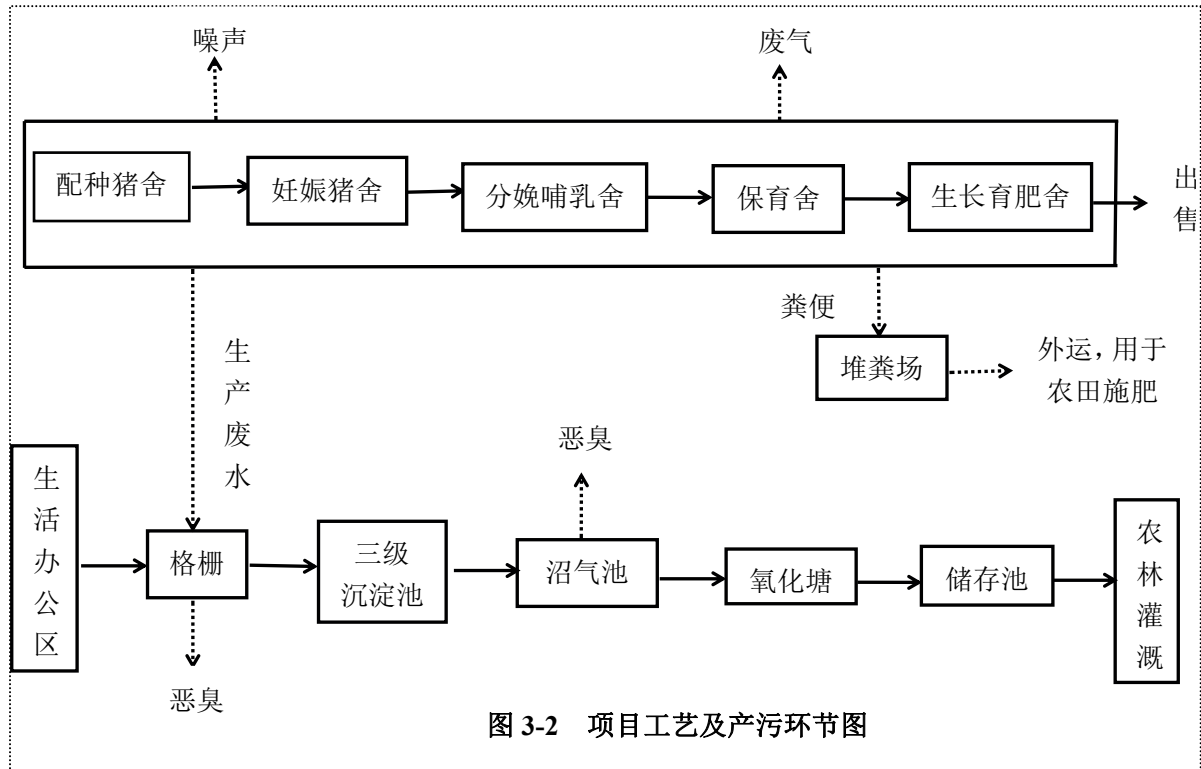 噪声
废气
配种猪舍
妊娠猪舍
分娩哺乳舍
保育舍
生长育肥舍
出
售
粪便
堆粪场
外运，用于
农田施肥
生
产
废
水
生
活
办
公
区
格栅
恶臭
三级
沉淀池
恶臭
沼气池
氧化塘
储存池
农
林
灌
溉
图 3-2 项目工艺及产污环节图